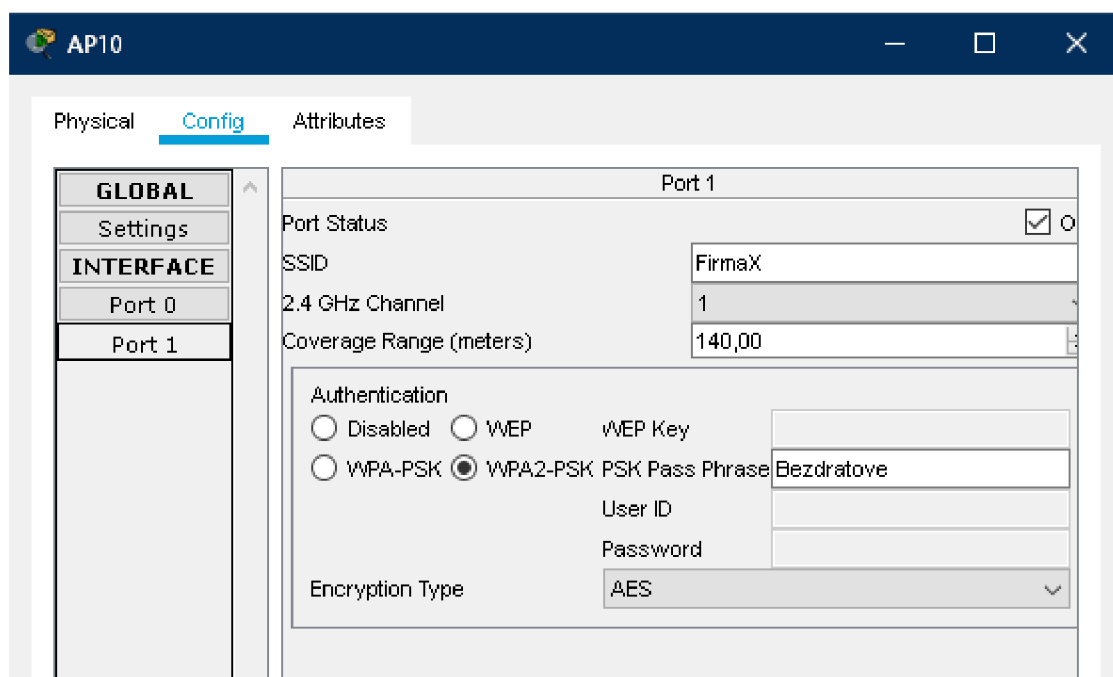 AP10
Physical Config Attributes
GLOBAL
Settings
INTERFACE
Port 0
Port 1
Port 1
Port Status
SSID FirmaX
2.4 GHz Channel 1
Coverage Range (meters) 140,00
Authentication
Disabled WEP WEP Key
WPA-PSK WPA2-PSK PSK Pass Phrase Bezdratove
User ID
Password
Encryption Type AES